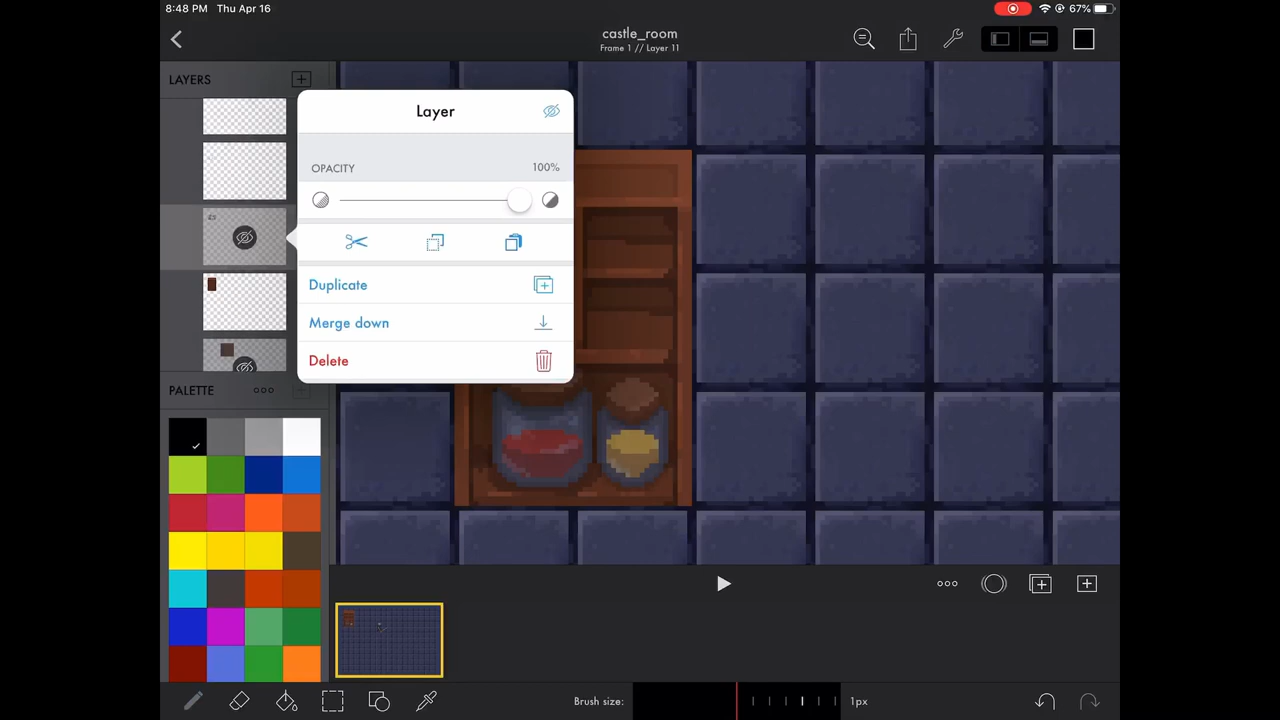 8:48 PM Thu Apr 16
67%
castle_room
Frame 1 // Layer 11
LAYERS
Layer
OPACITY
100%
Duplicate
Merge down
Delete
PALETTE
Brush size:
1px